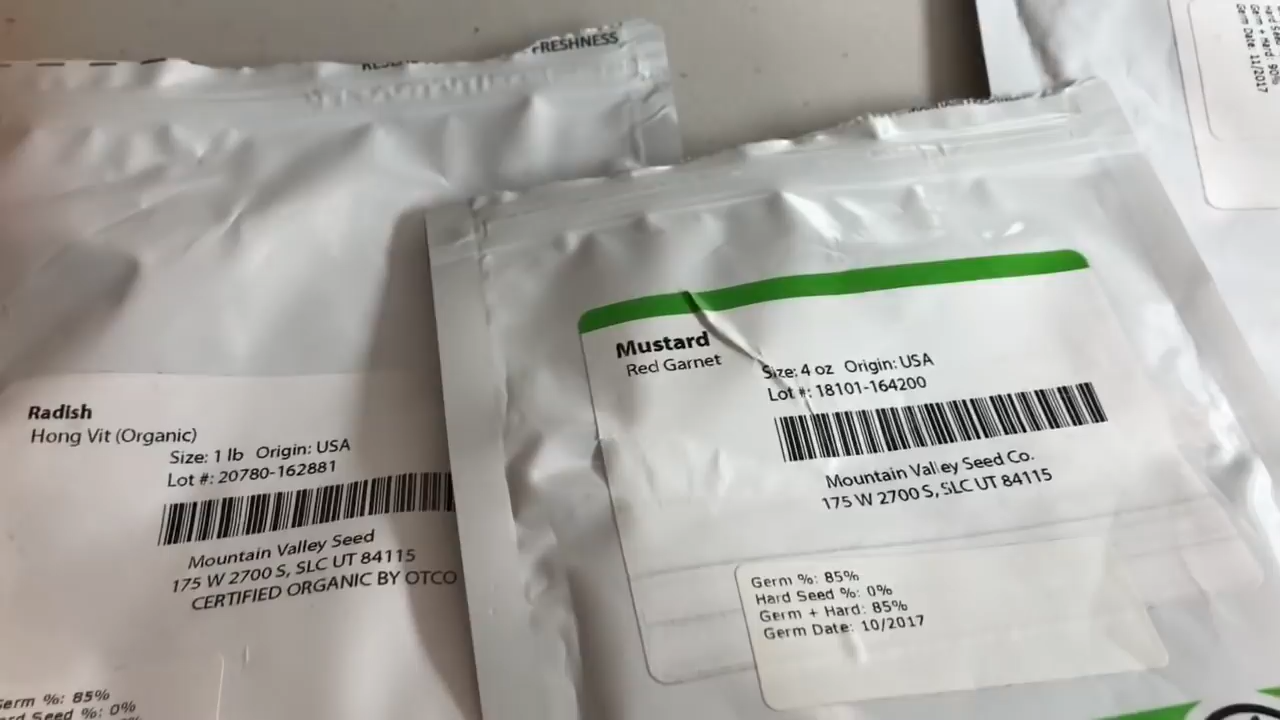 FRESHNESS
Radish
Hong Vit (Organic)
Size: 1 lb Origin: USA
Lot #: 20780-162881
Mountain Valley Seed
175 W 2700 S, SLC UT 84115
CERTIFIED ORGANIC BY OTCO
Germ %: 85%
Seed %: 0%
Mustard
Red Garnet
Size: 4 oz Origin: USA
Lot #: 18101-164200
Mountain Valley Seed Co.
175 W 2700 S, SLC UT 84115
Germ %: 85%
Hard Seed %: 0%
Germ + Hard: 85%
Germ Date: 10/2017
Germ + Hard: 90%
Germ Date: 11/2017